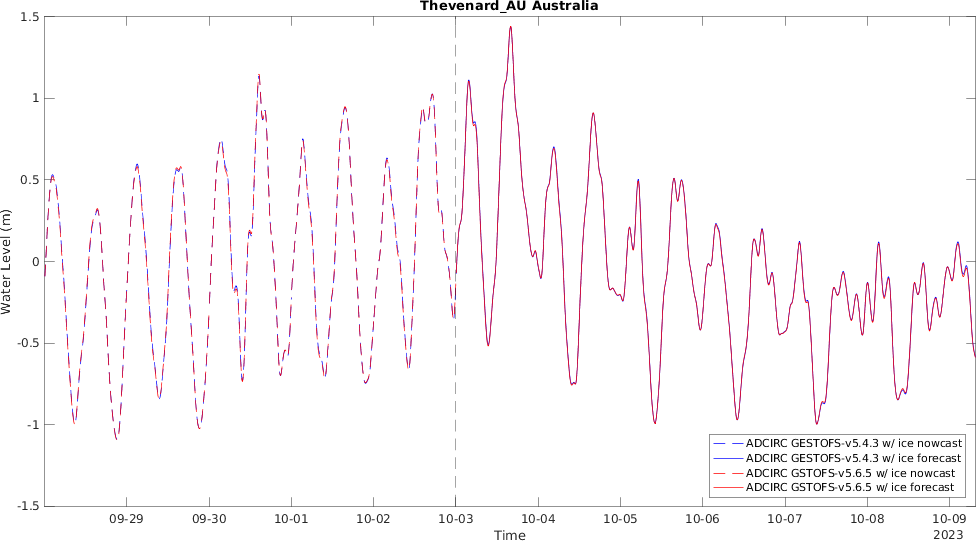 Thevenard_AU Australia
1.5
1
0.5
0
-0.5
-1
-1.5
Water Level (m)
09-29
09-30
10-01
10-02
10-03
10-04
10-05
10-06
10-07
10-08
10-09
2023
Time
ADCIRC GESTOFS-v5.4.3 w/ ice nowcast
ADCIRC GESTOFS-v5.4.3 w/ ice forecast
ADCIRC GSTOFS-v5.6.5 w/ ice nowcast
ADCIRC GSTOFS-v5.6.5 w/ ice forecast